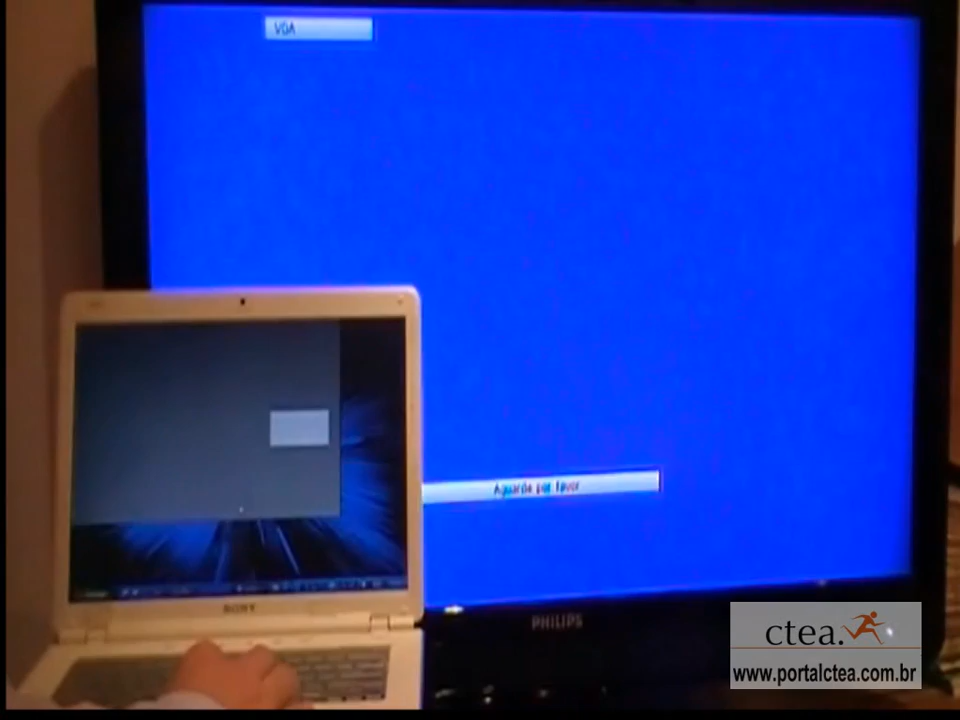 VGA
Aguarde por favor
SONY
PHILIPS
ctea.
www.portalctea.com.br